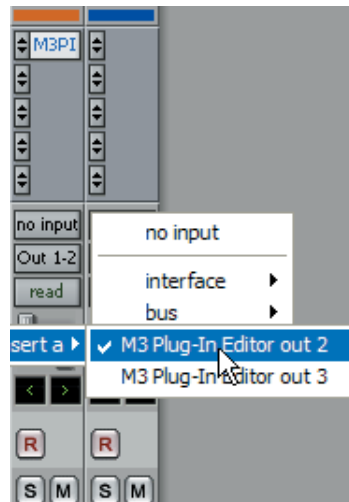 M3PI
no input
no input
Out 1-2
interface
read
bus
sert a
M3 Plug-In Editor out 2
M3 Plug-In Editor out 3
R
R
S M S M